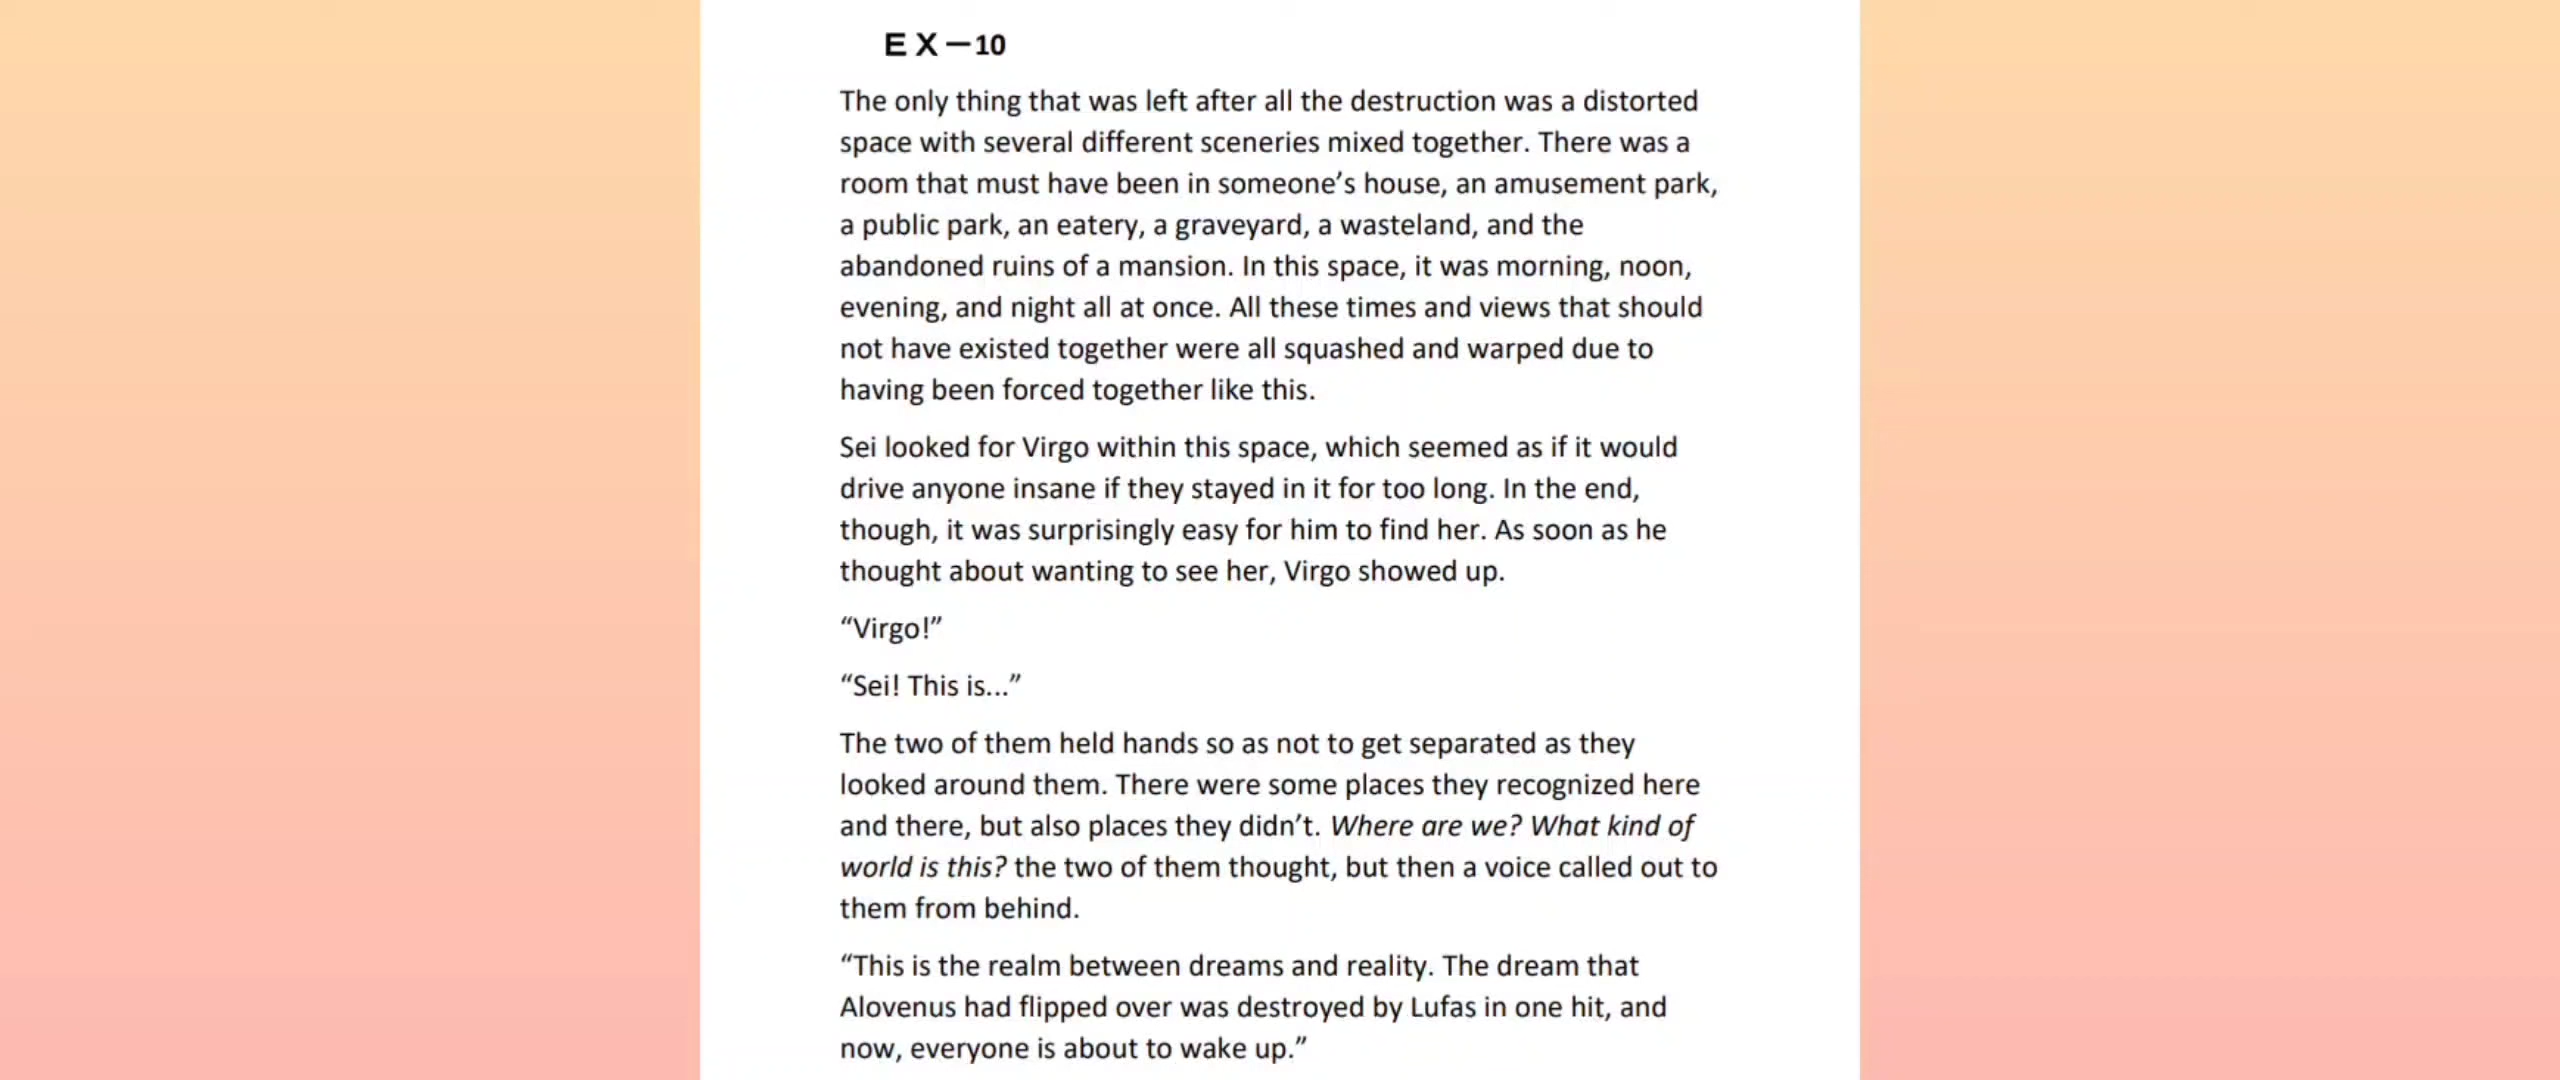 EX—10
The only thing that was left after all the destruction was a distorted
space with several different sceneries mixed together. There was a
room that must have been in someone’s house, an amusement park,
a public park, an eatery, a graveyard, a wasteland, and the
abandoned ruins of a mansion. In this space, it was morning, noon,
evening, and night all at once. All these times and views that should
not have existed together were all squashed and warped due to
having been forced together like this.
Sei looked for Virgo within this space, which seemed as if it would
drive anyone insane if they stayed in it for too long. In the end,
though, it was surprisingly easy for him to find her. As soon as he
thought about wanting to see her, Virgo showed up.
“Virgo!”
“Sei! This is...”
The two of them held hands so as not to get separated as they
looked around them. There were some places they recognized here
and there, but also places they didn’t. Where are we? What kind of
world is this? the two of them thought, but then a voice called out to
them from behind.
“This is the realm between dreams and reality. The dream that
Alovenus had flipped over was destroyed by Lufas in one hit, and
now, everyone is about to wake up.”